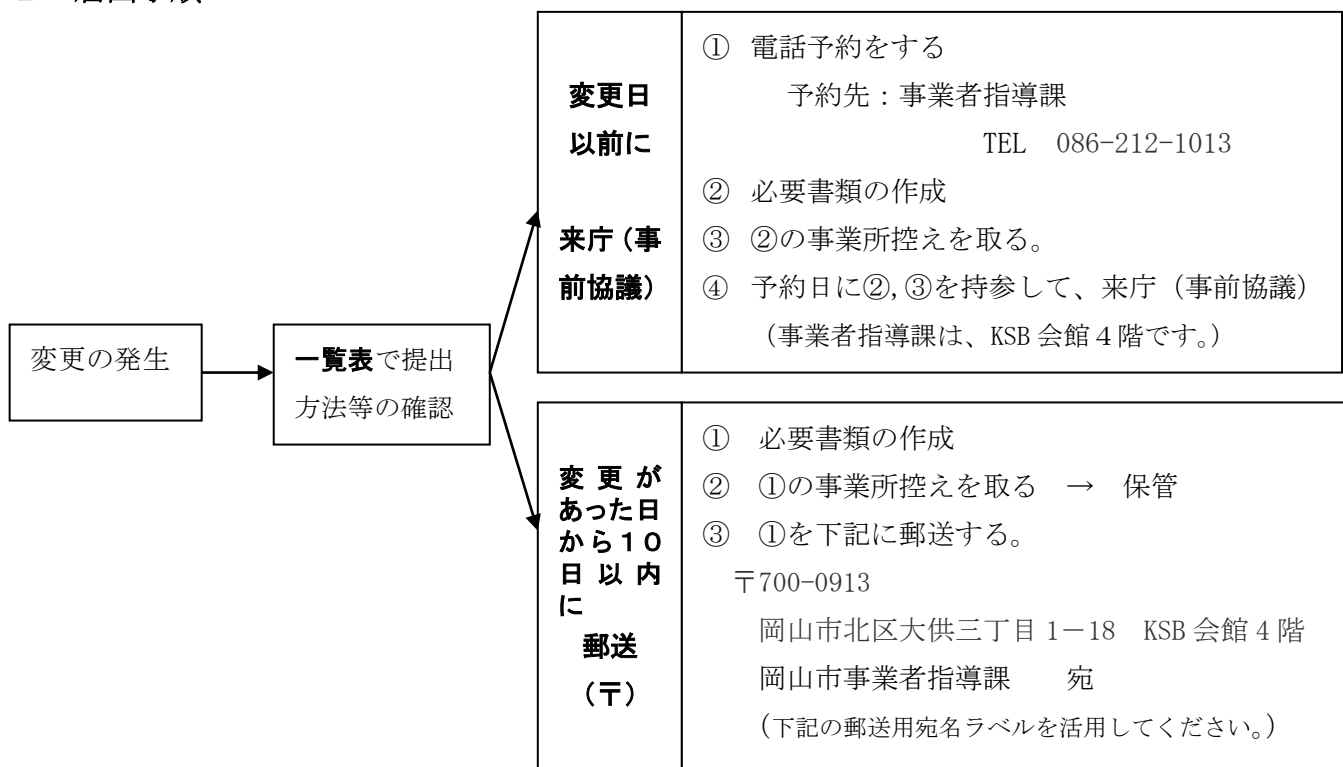 変更の発生
一覧表で提出
方法等の確認
変更日
以前に
来庁（事
前協議）
① 電話予約をする
予約先：事業者指導課
TEL 086-212-1013
② 必要書類の作成
③ ②の事業所控えを取る。
④ 予約日に②,③を持参して、来庁（事前協議）
（事業者指導課は、KSB 会館４階です。）
変更が
あった日
から１０
日以内
に
郵送
（〒）
① 必要書類の作成
② ①の事業所控えを取る → 保管
③ ①を下記に郵送する。
〒700-0913
岡山市北区大供三丁目 1－18 KSB 会館 4 階
岡山市事業者指導課 宛
（下記の郵送用宛名ラベルを活用してください。）